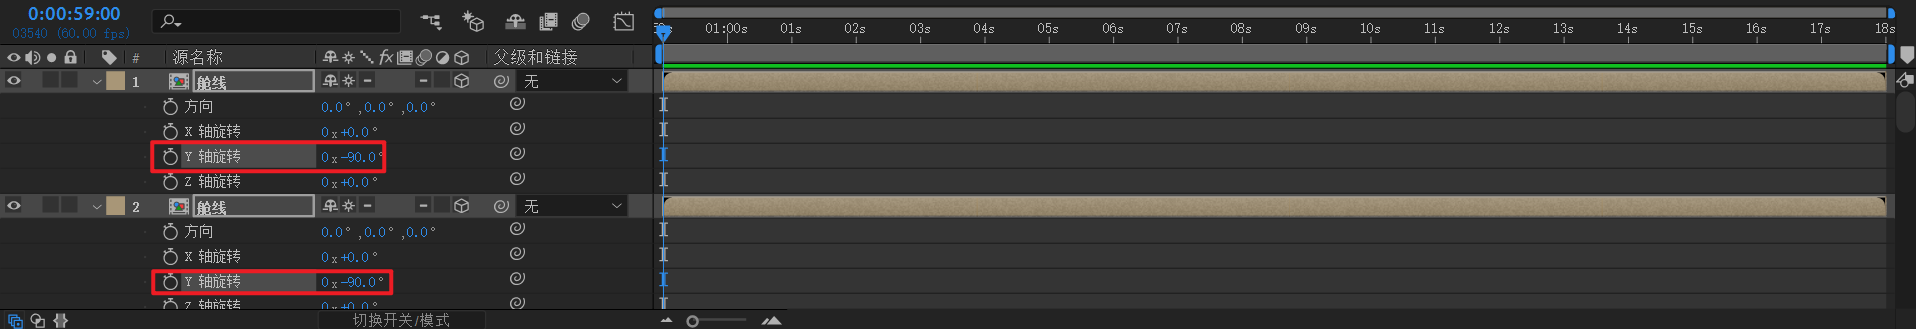 0:00:59:00
03540 (60.00 fps)
01:00s 01s 02s 03s 04s 05s 06s 07s 08s 09s 10s 11s 12s 13s 14s 15s 16s 17s 18s
# 源名称 fx 父级和链接
1 舱线 无
方向 0.0°,0.0°,0.0°
X 轴旋转 0x+0.0°
Y 轴旋转 0x-90.0°
Z 轴旋转 0x+0.0°
2 舱线 无
方向 0.0°,0.0°,0.0°
X 轴旋转 0x+0.0°
Y 轴旋转 0x-90.0°
Z 轴旋转 0x+0.0°
切换开关/模式